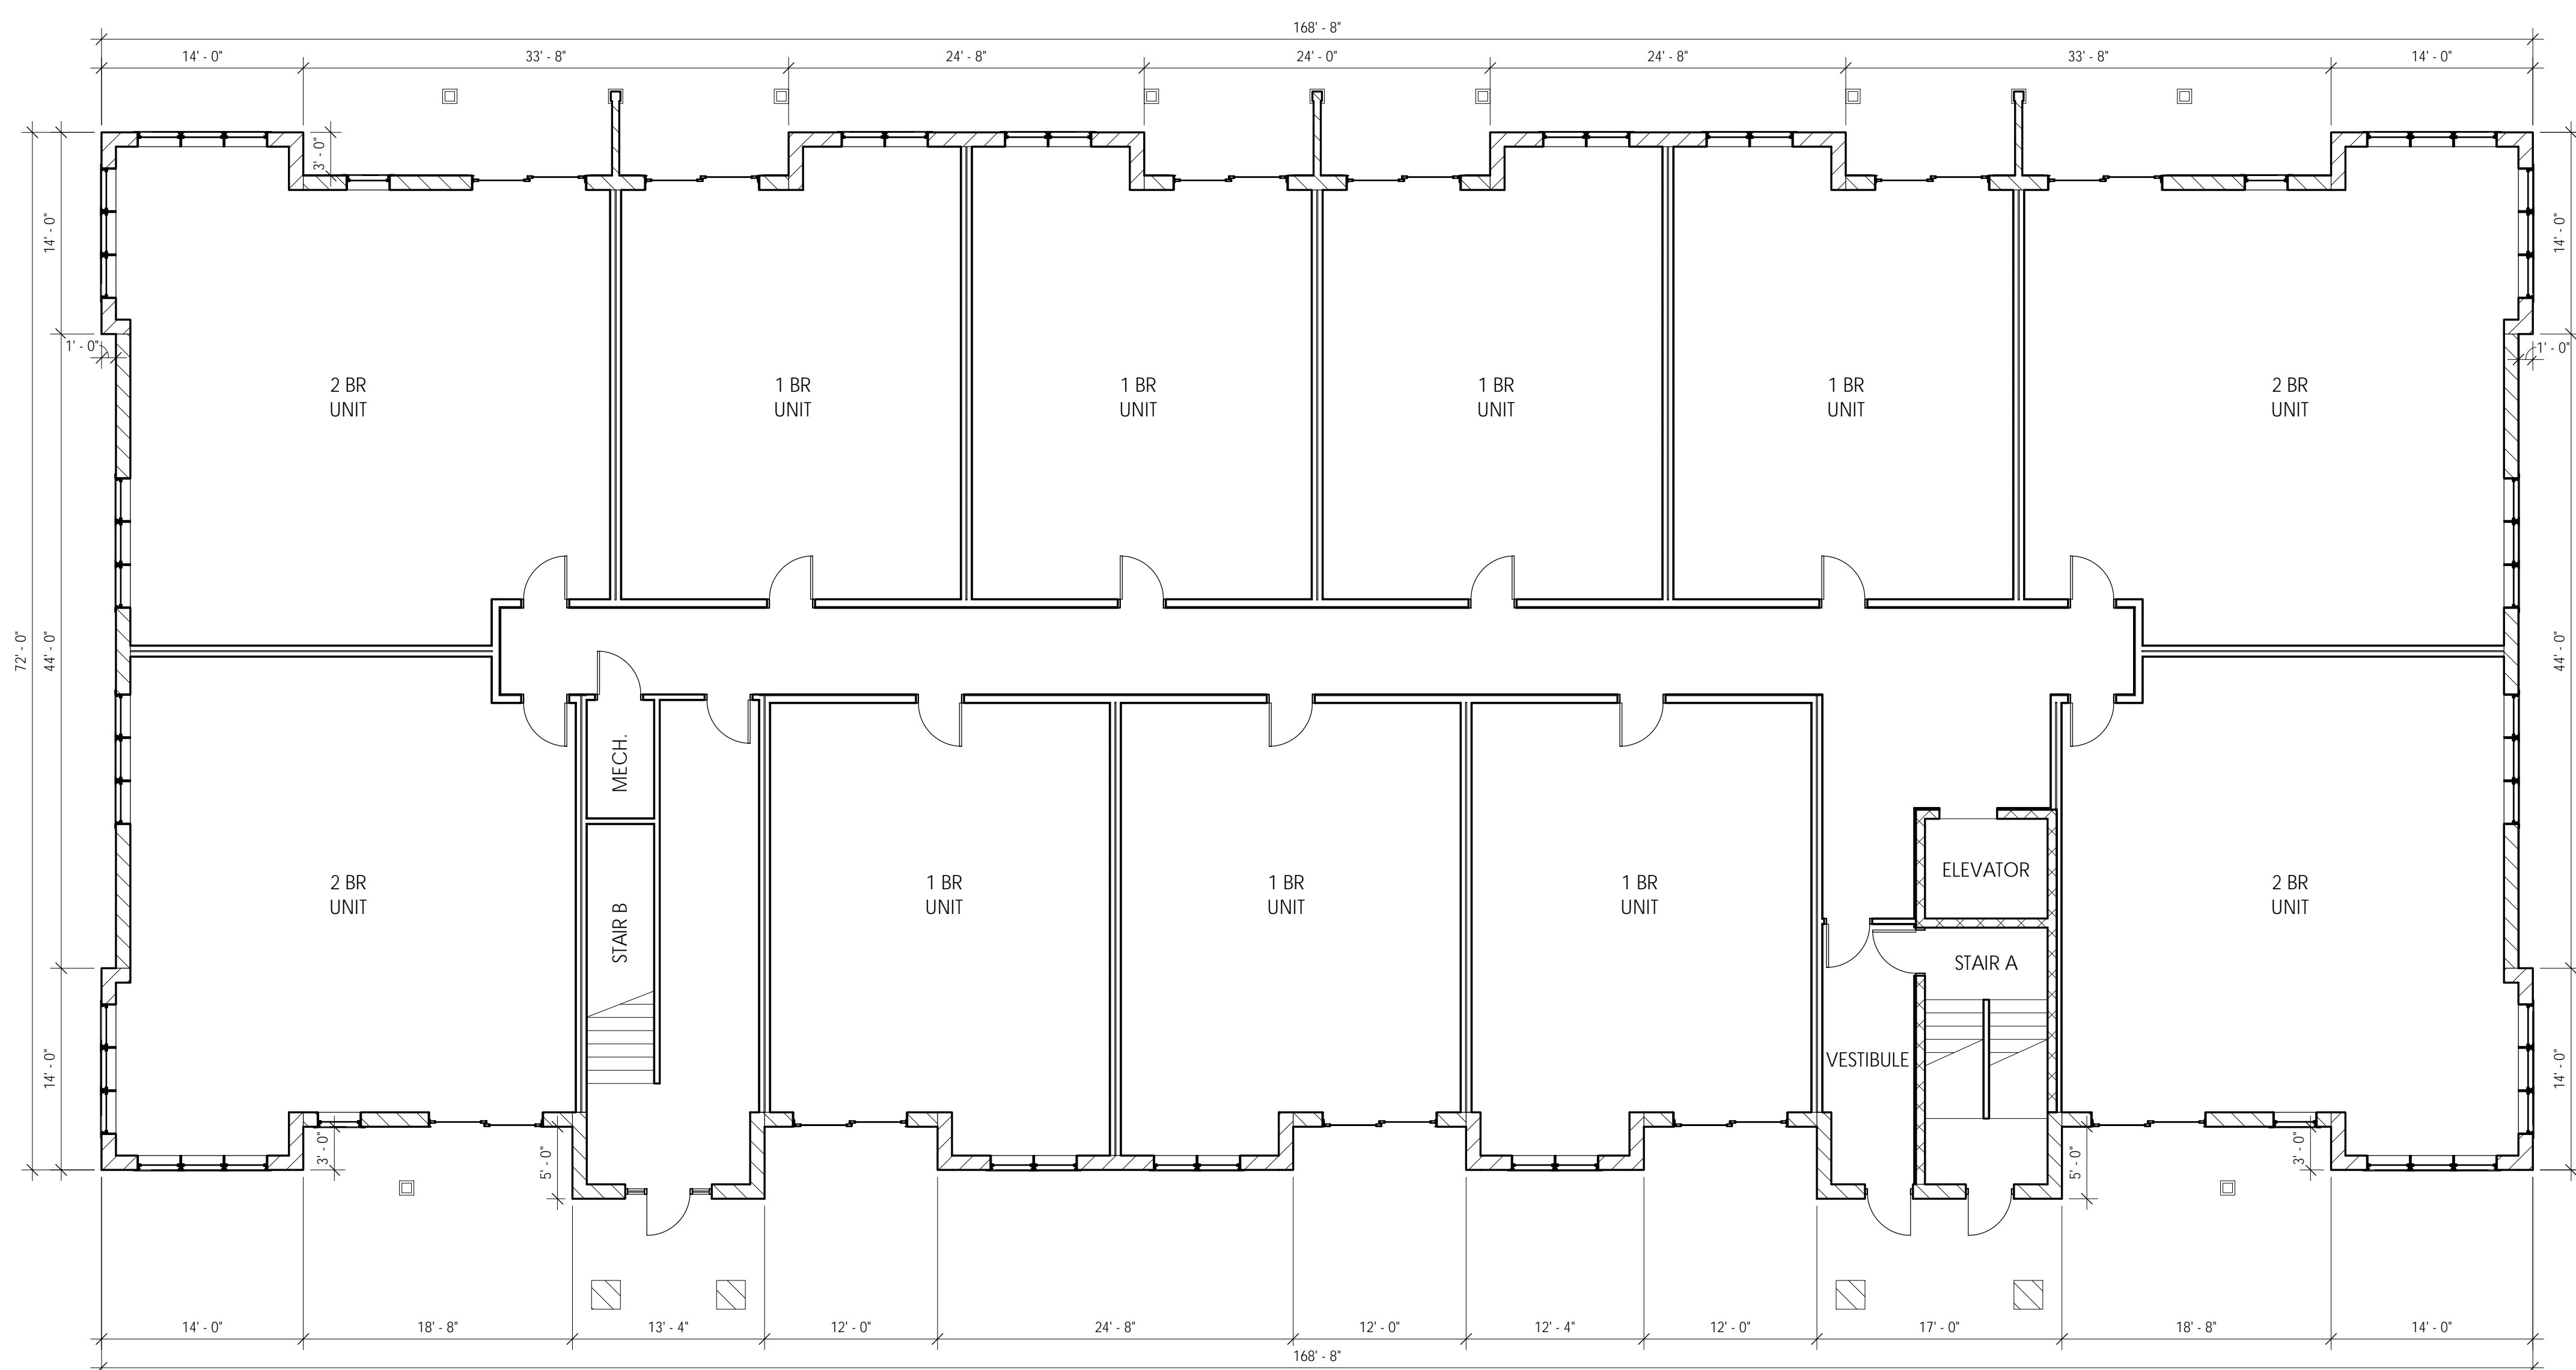 168' - 8"
14' - 0"
33' - 8"
24' - 8"
24' - 0"
24' - 8"
33' - 8"
14' - 0"
3' - 0"
14' - 0"
14' - 0"
1' - 0"
1' - 0"
2 BR
UNIT
1 BR
UNIT
1 BR
UNIT
1 BR
UNIT
1 BR
UNIT
2 BR
UNIT
72' - 0"
44' - 0"
44' - 0"
MECH.
ELEVATOR
2 BR
UNIT
STAIR B
1 BR
UNIT
1 BR
UNIT
1 BR
UNIT
2 BR
UNIT
STAIR A
VESTIBULE
14' - 0"
14' - 0"
3' - 0"
5' - 0"
5' - 0"
3' - 0"
14' - 0"
18' - 8"
13' - 4"
12' - 0"
24' - 8"
12' - 0"
12' - 4"
12' - 0"
17' - 0"
18' - 8"
14' - 0"
168' - 8"